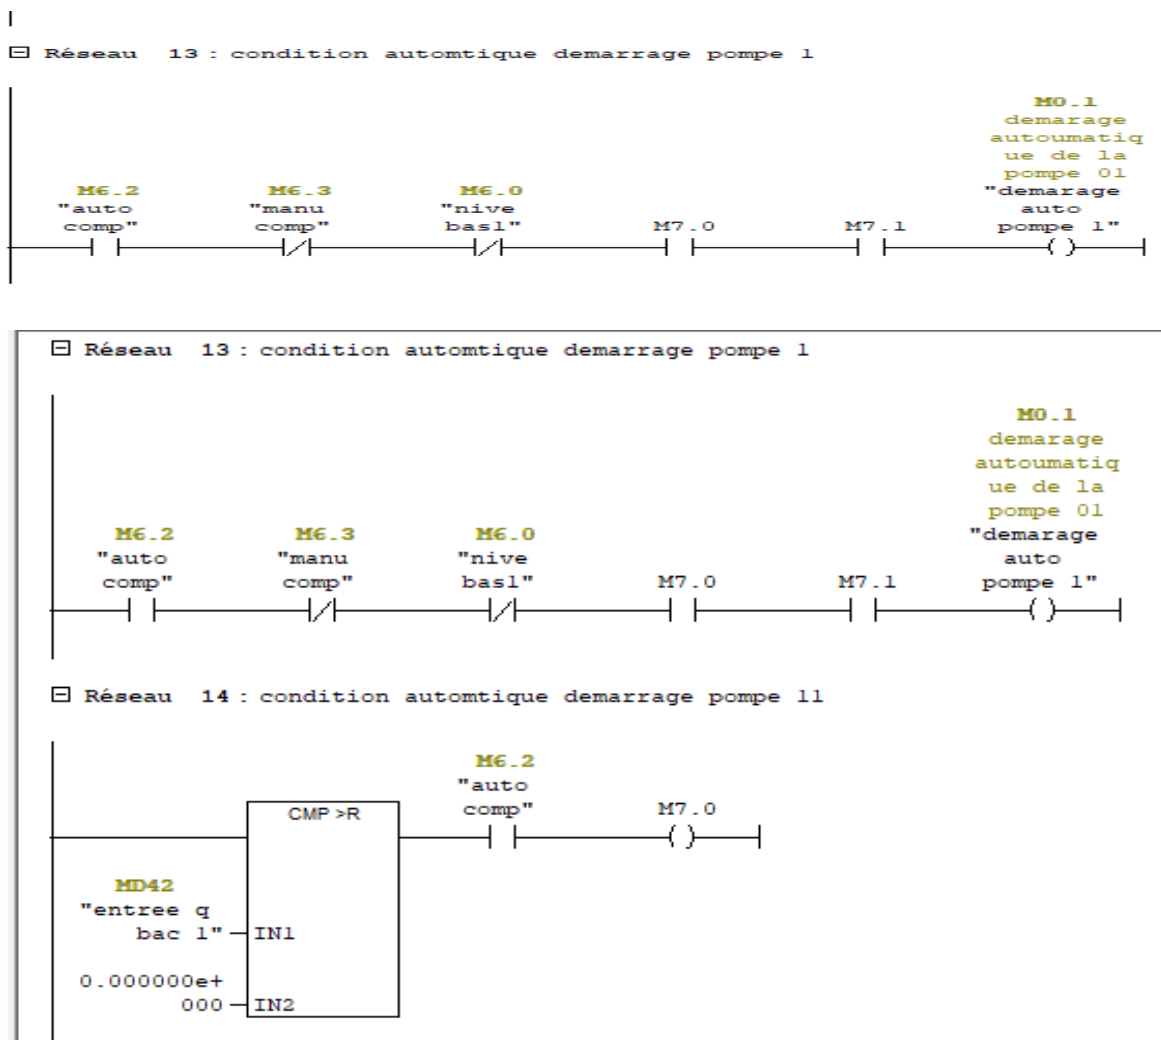 Réseau 13 : condition automtique demarrage pompe 1
M0.1
demarage
autoumatiq
ue de la
pompe 01
M6.2 M6.3 M6.0 "demarage
"auto "manu "nive auto
comp" comp" bas1" M7.0 M7.1 pompe 1"
Réseau 13 : condition automtique demarrage pompe 1
M0.1
demarage
autoumatiq
ue de la
pompe 01
M6.2 M6.3 M6.0 "demarage
"auto "manu "nive auto
comp" comp" bas1" M7.0 M7.1 pompe 1"
Réseau 14 : condition automtique demarrage pompe 11
M6.2
"auto
CMP >R comp" M7.0
MD42
"entree q
bac 1" IN1
0.000000e+
000 IN2